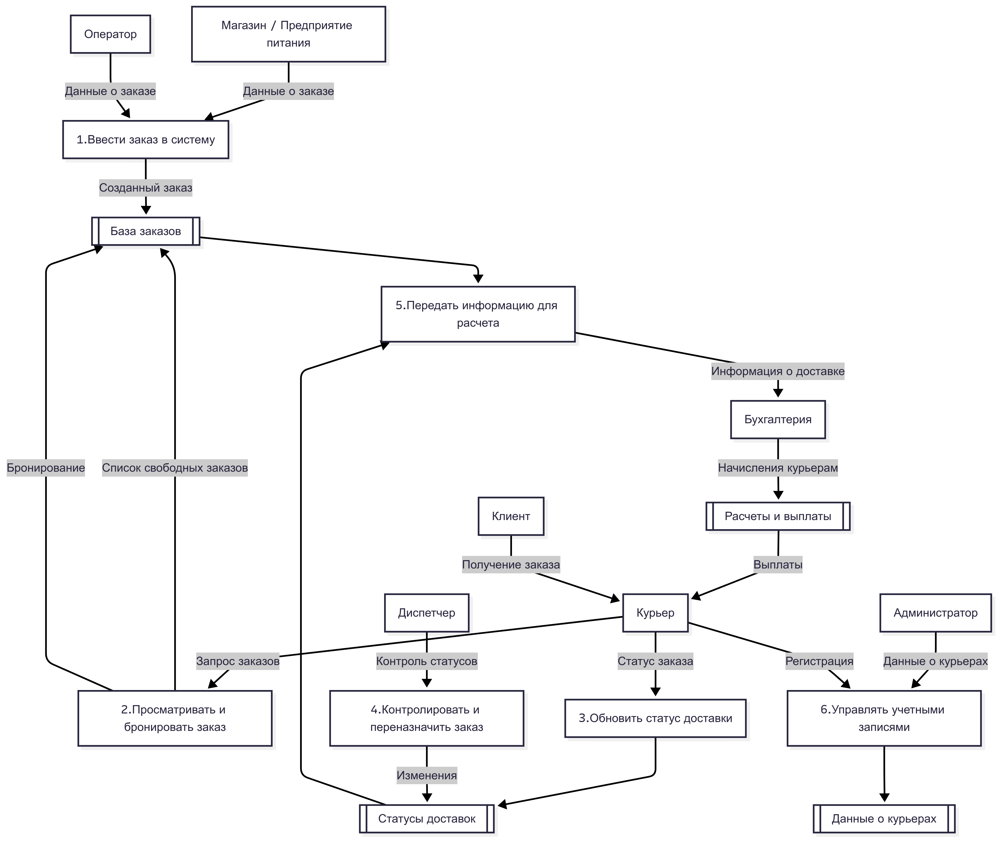 Оператор
Магазин / Предприятие
питания
Данные о заказе
Данные о заказе
1.Ввести заказ в систему
Созданный заказ
База заказов
5.Передать информацию для
расчета
Информация о доставке
Бухгалтерия
Бронирование
Список свободных заказов
Начисления курьерам
Клиент
Расчеты и выплаты
Получение заказа
Выплаты
Диспетчер
Курьер
Администратор
Запрос заказов
Контроль статусов
Статус заказа
Регистрация
Данные о курьерах
2.Просматривать и
бронировать заказ
4.Контролировать и
переназначить заказ
3.Обновить статус доставки
6.Управлять учетными
записями
Изменения
Статусы доставок
Данные о курьерах